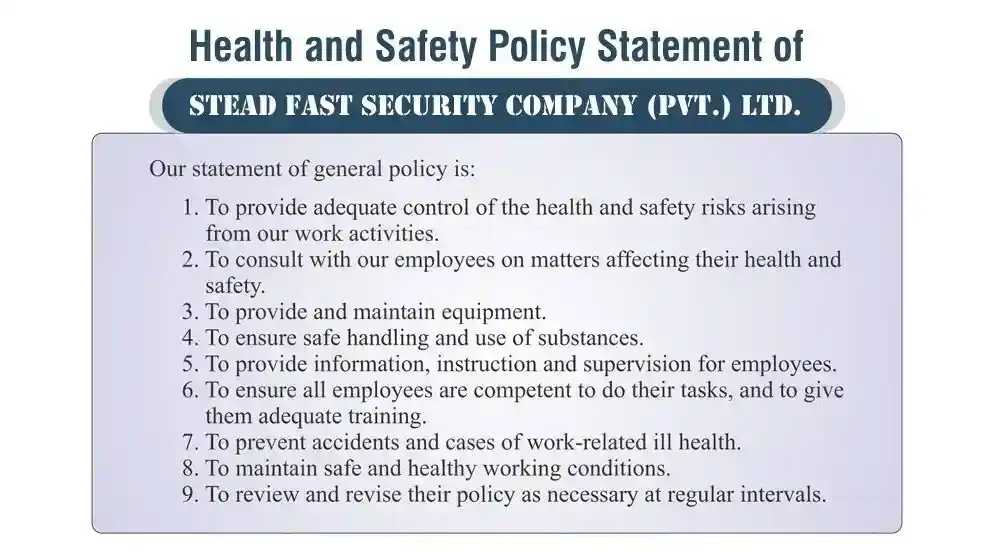 Health and Safety Policy Statement of
STEAD FAST SECURITY COMPANY (PVT.) LTD.
Our statement of general policy is:
1. To provide adequate control of the health and safety risks arising
from our work activities.
2. To consult with our employees on matters affecting their health and
safety.
3. To provide and maintain equipment.
4. To ensure safe handling and use of substances.
5. To provide information, instruction and supervision for employees.
6. To ensure all employees are competent to do their tasks, and to give
them adequate training.
7. To prevent accidents and cases of work-related ill health.
8. To maintain safe and healthy working conditions.
9. To review and revise their policy as necessary at regular intervals.